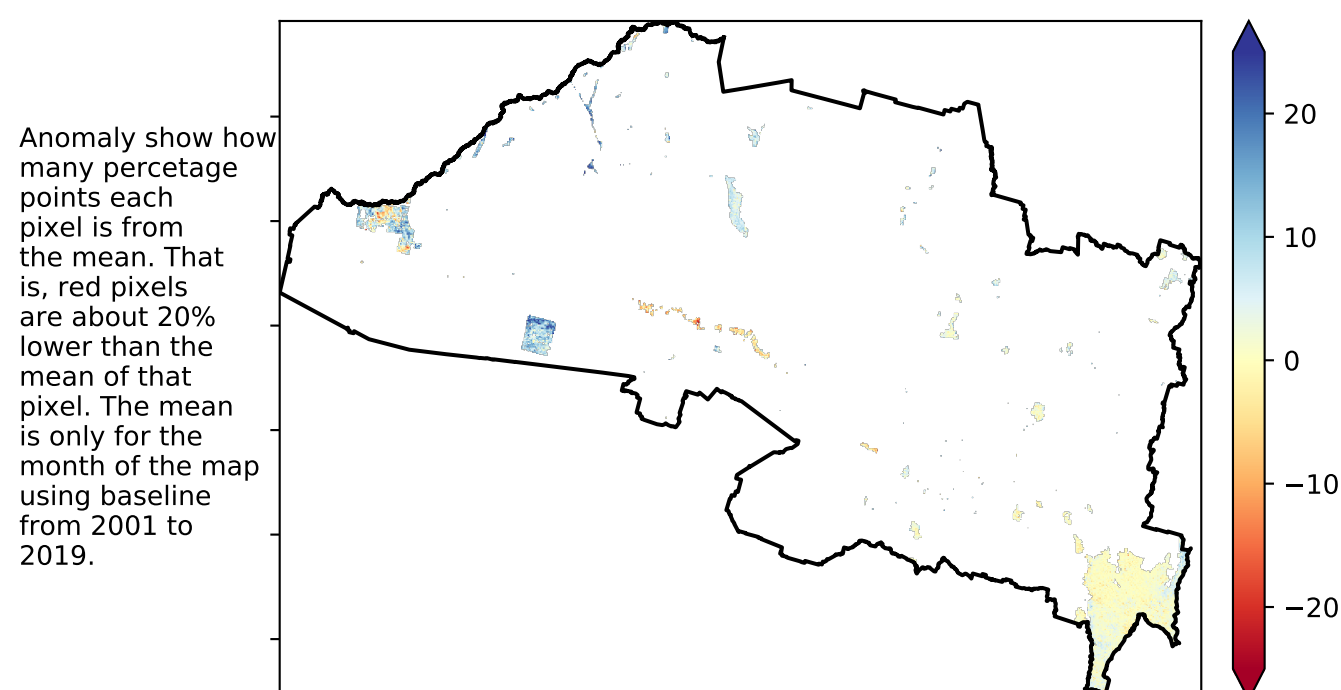 Anomaly show how
many percetage
points each
pixel is from
the mean. That
is, red pixels
are about 20%
lower than the
mean of that
pixel. The mean
is only for the
month of the map
using baseline
from 2001 to
2019.
20
10
0
−10
−20